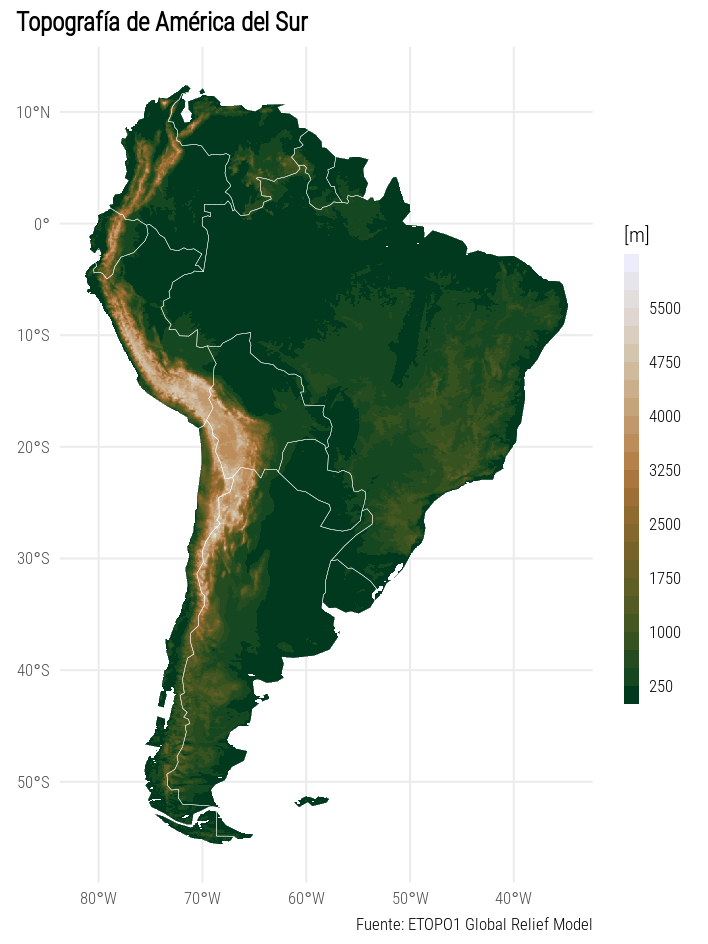 Topografía de América del Sur
10°N
0°
10°S
20°S
30°S
40°S
50°S
80°W 70°W 60°W 50°W 40°W
[m]
5500
4750
4000
3250
2500
1750
1000
250
Fuente: ETOPO1 Global Relief Model